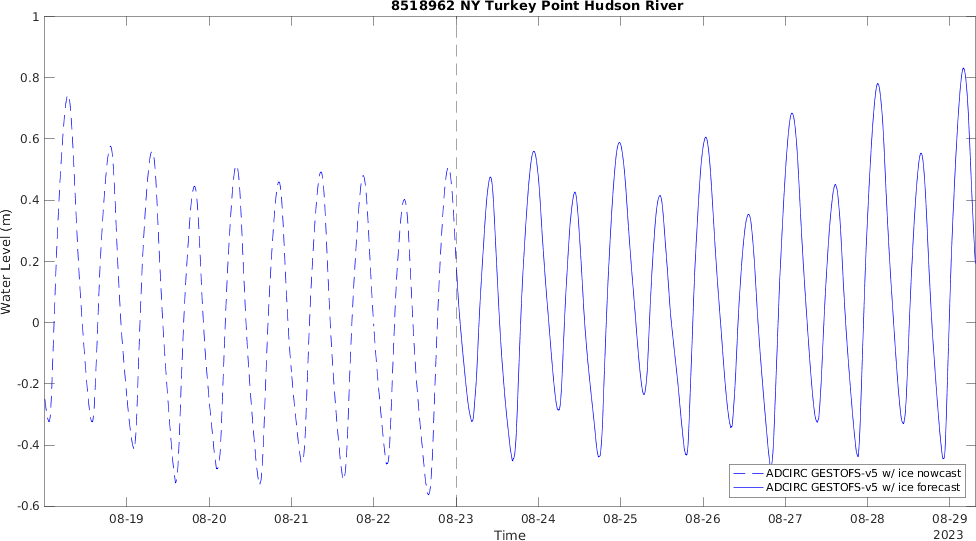 8518962 NY Turkey Point Hudson River
1
0.8
0.6
0.4
0.2
0
-0.2
-0.4
-0.6
Water Level (m)
ADCIRC GESTOFS-v5 w/ ice nowcast
ADCIRC GESTOFS-v5 w/ ice forecast
08-19 08-20 08-21 08-22 08-23 08-24 08-25 08-26 08-27 08-28 08-29
2023
Time